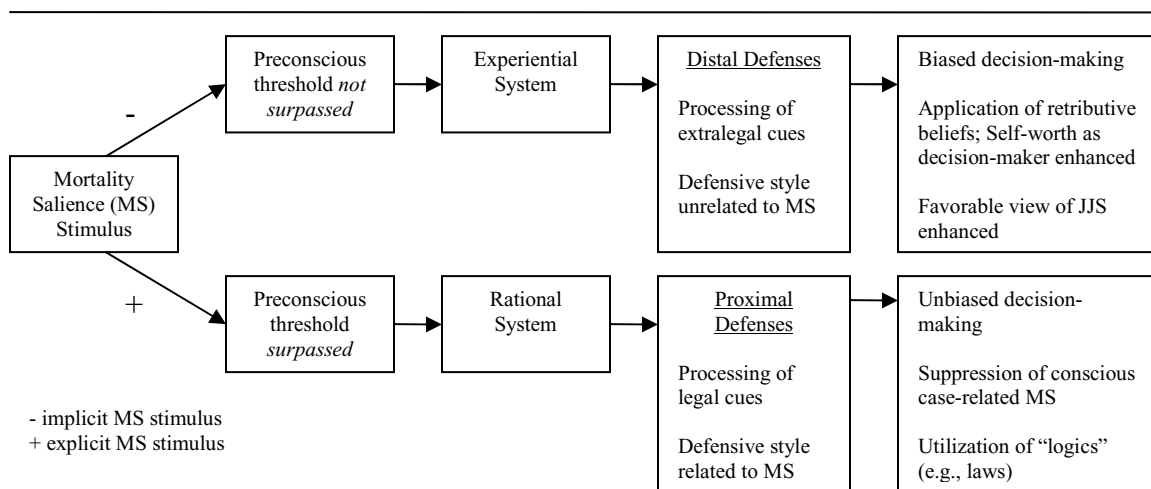 Preconscious
threshold not
surpassed
Experiential
System
Distal Defenses
Processing of
extralegal cues
Defensive style
unrelated to MS
Biased decision-making
Application of retributive
beliefs; Self-worth as
decision-maker enhanced
Favorable view of JJS
enhanced
-
Mortality
Salience (MS)
Stimulus
+
Preconscious
threshold
surpassed
Rational
System
Proximal
Defenses
Processing of
legal cues
Defensive style
related to MS
Unbiased decision-
making
Suppression of conscious
case-related MS
Utilization of “logics”
(e.g., laws)
- implicit MS stimulus
+ explicit MS stimulus